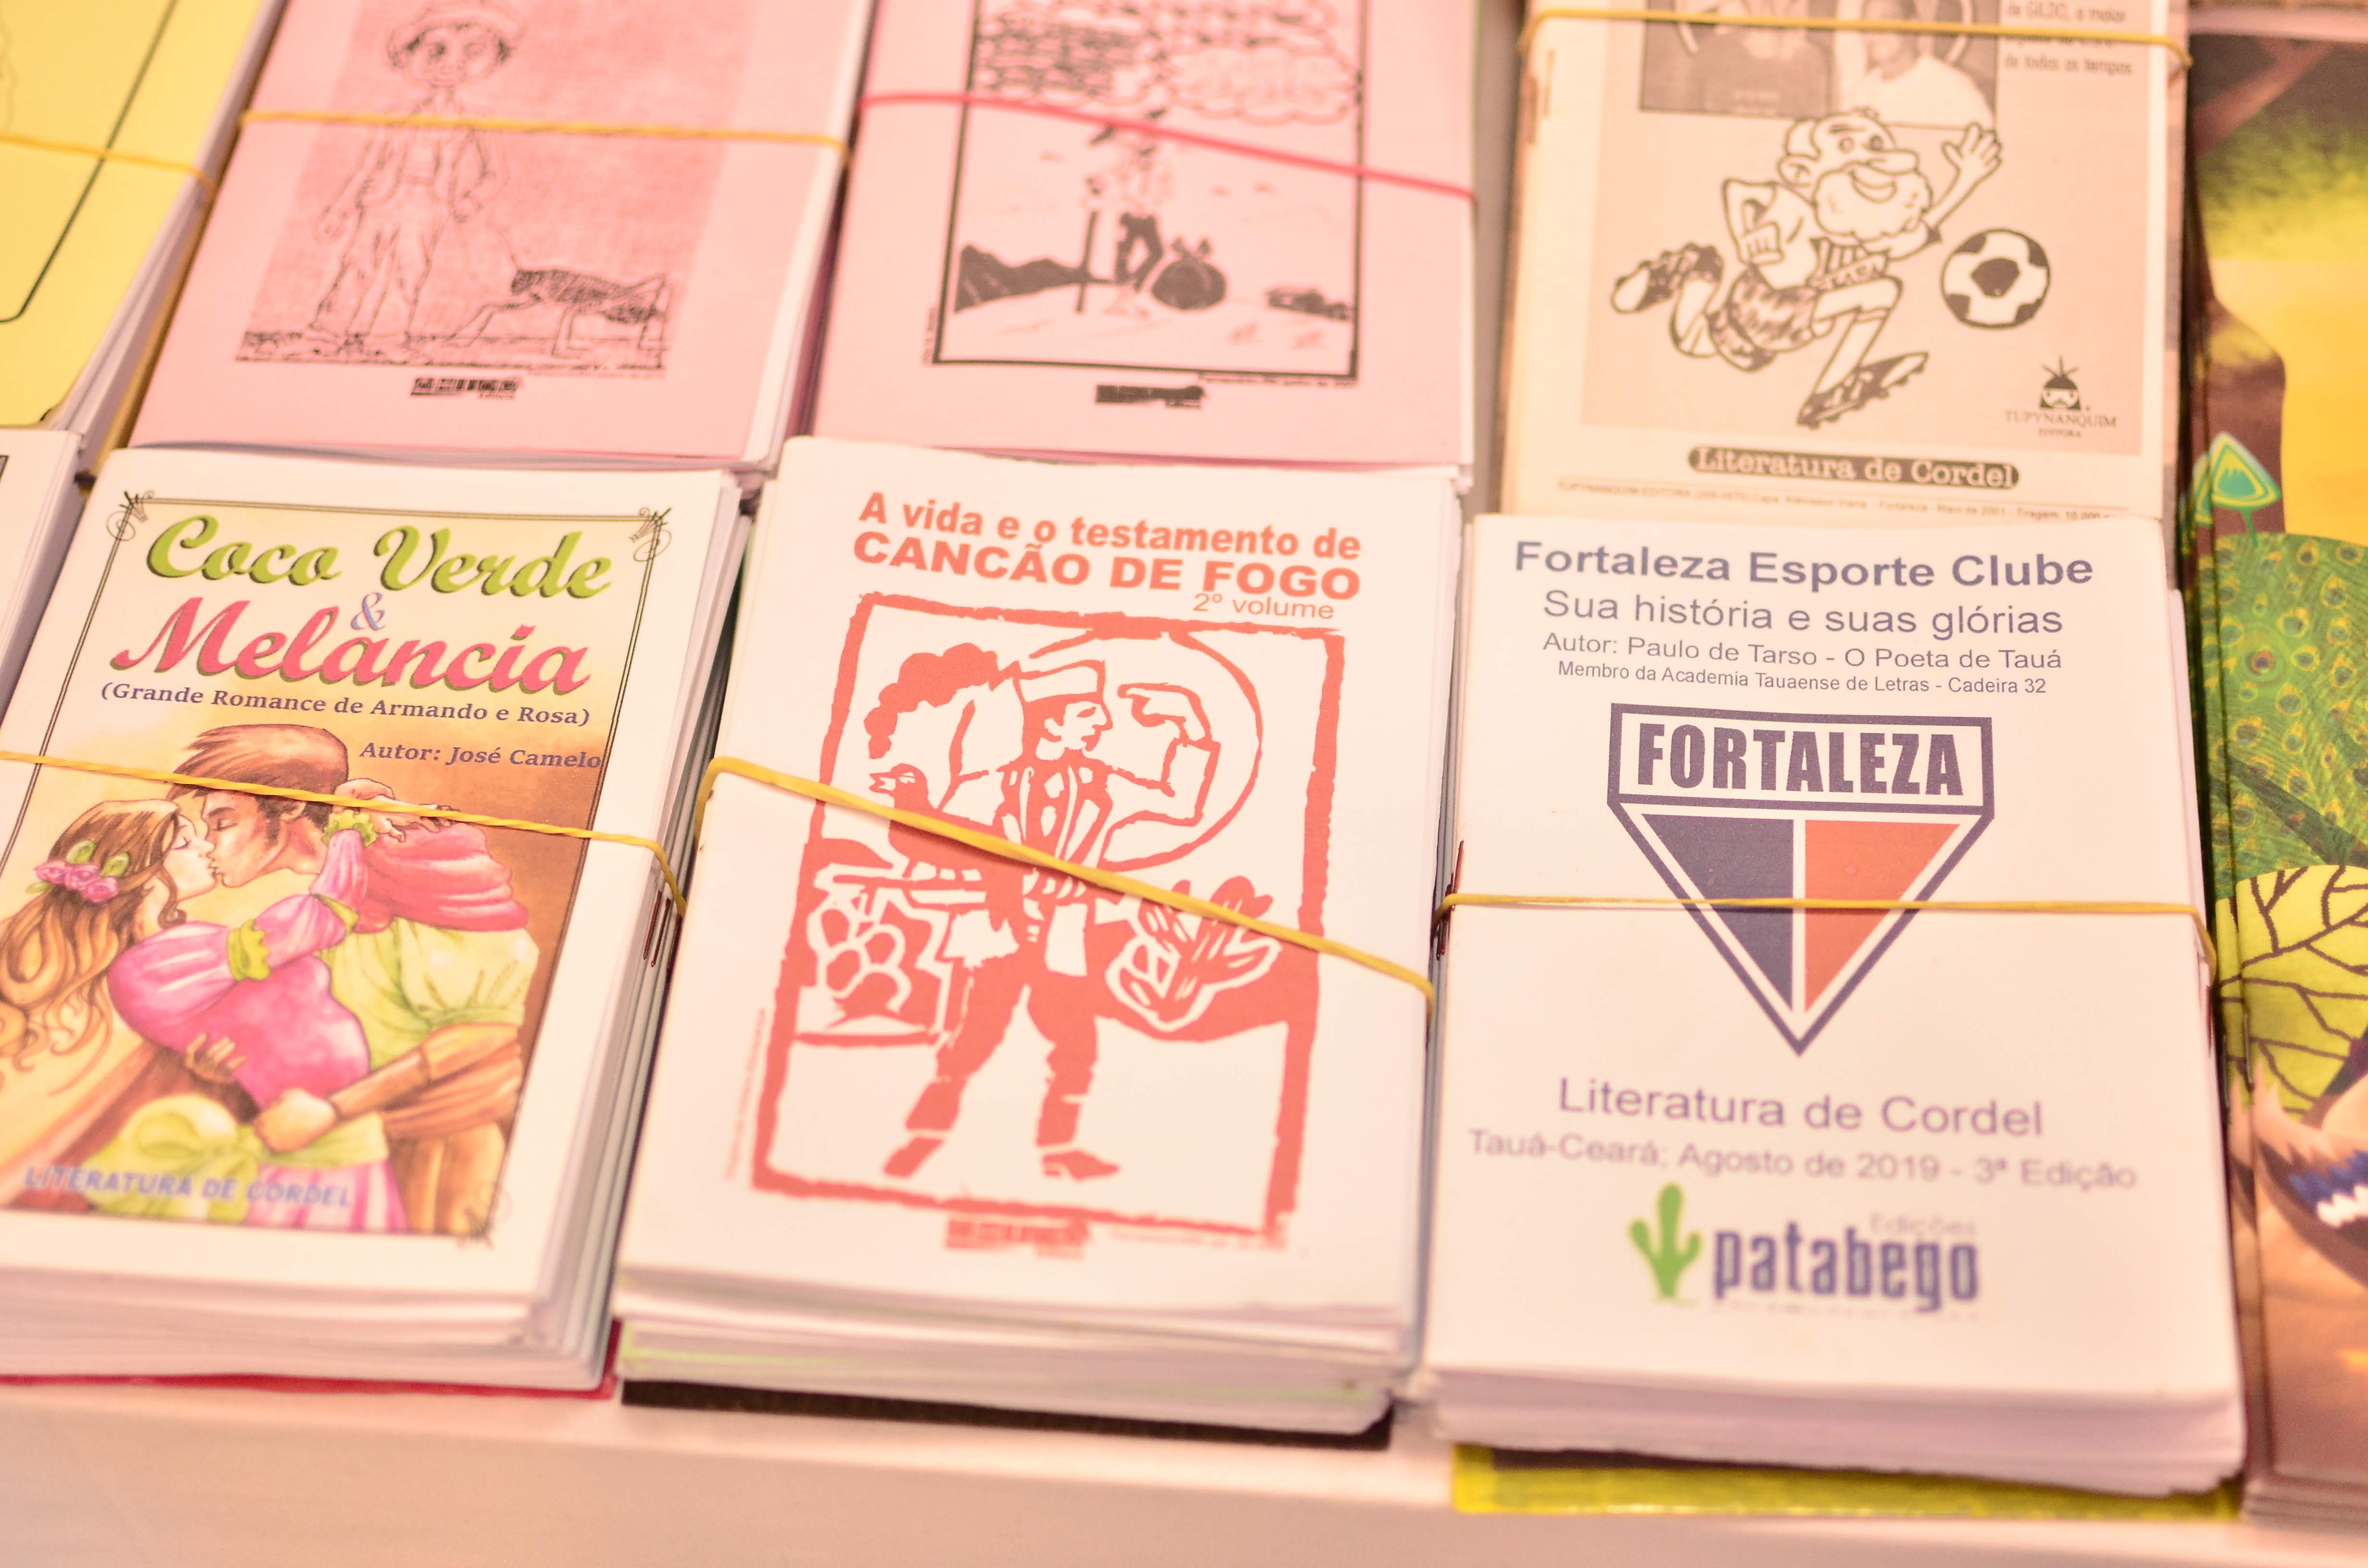 de GILDO, o maior
de todos os tempos
TUPYNANQUIM
EDITORA
Literatura de Cordel
Coco Verde
&
Melancia
(Grande Romance de Armando e Rosa)
Autor: José Camelo
LITERATURA DE CORDEL
A vida e o testamento de
CANCÃO DE FOGO
2º volume
Fortaleza Esporte Clube
Sua história e suas glórias
Autor: Paulo de Tarso - O Poeta de Tauá
Membro da Academia Tauaense de Letras - Cadeira 32
FORTALEZA
Literatura de Cordel
Tauá-Ceará; Agosto de 2019 - 3ª Edição
Edições
patabego